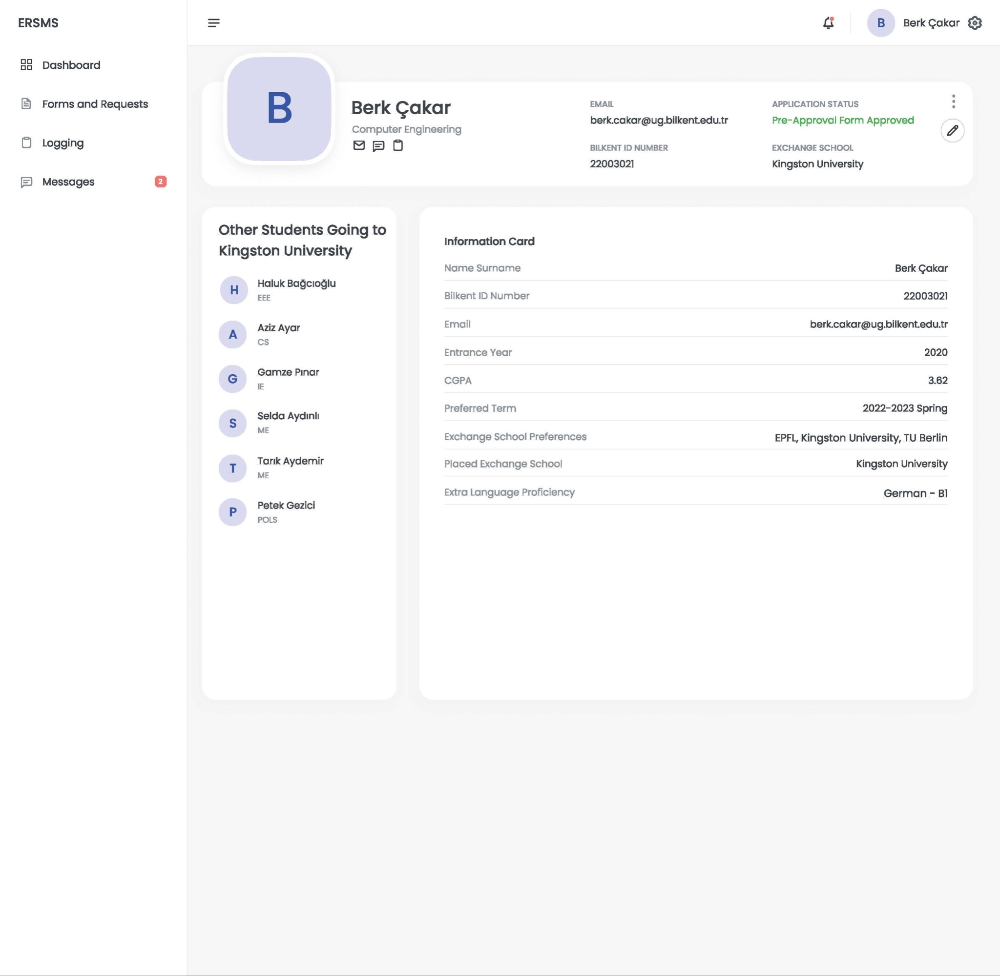 ERSMS
Dashboard
Forms and Requests
Logging
Messages 2
B Berk Çakar
B
Berk Çakar
Computer Engineering
EMAIL
berk.cakar@ug.bilkent.edu.tr
BILKENT ID NUMBER
22003021
APPLICATION STATUS
Pre-Approval Form Approved
EXCHANGE SCHOOL
Kingston University
Other Students Going to
Kingston University
H Haluk Bağcıoğlu
EEE
A Aziz Ayar
CS
G Gamze Pınar
IE
S Selda Aydınlı
ME
T Tarık Aydemir
ME
P Petek Gezici
POLS
Information Card
Name Surname Berk Çakar
Bilkent ID Number 22003021
Email berk.cakar@ug.bilkent.edu.tr
Entrance Year 2020
CGPA 3.62
Preferred Term 2022-2023 Spring
Exchange School Preferences EPFL, Kingston University, TU Berlin
Placed Exchange School Kingston University
Extra Language Proficiency German - B1